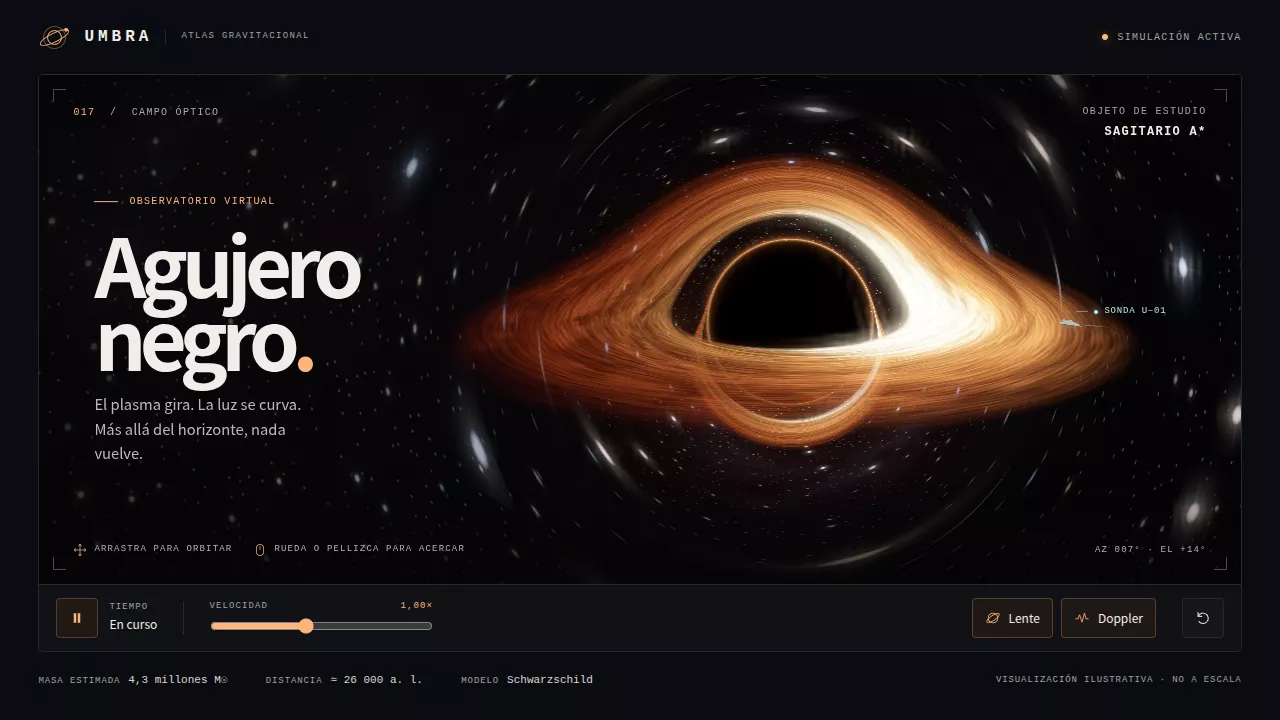 UMBRA
ATLAS GRAVITACIONAL
SIMULACIÓN ACTIVA
017 / CAMPO ÓPTICO
OBJETO DE ESTUDIO
SAGITARIO A*
OBSERVATORIO VIRTUAL
Agujero
negro.
El plasma gira. La luz se curva.
Más allá del horizonte, nada
vuelve.
SONDA U-01
ARRASTRA PARA ORBITAR
RUEDA O PELLIZCA PARA ACERCAR
AZ 007° · EL +14°
TIEMPO
En curso
VELOCIDAD
1,00×
Lente
Doppler
MASA ESTIMADA 4,3 millones M☉
DISTANCIA ≈ 26 000 a. l.
MODELO Schwarzschild
VISUALIZACIÓN ILUSTRATIVA · NO A ESCALA